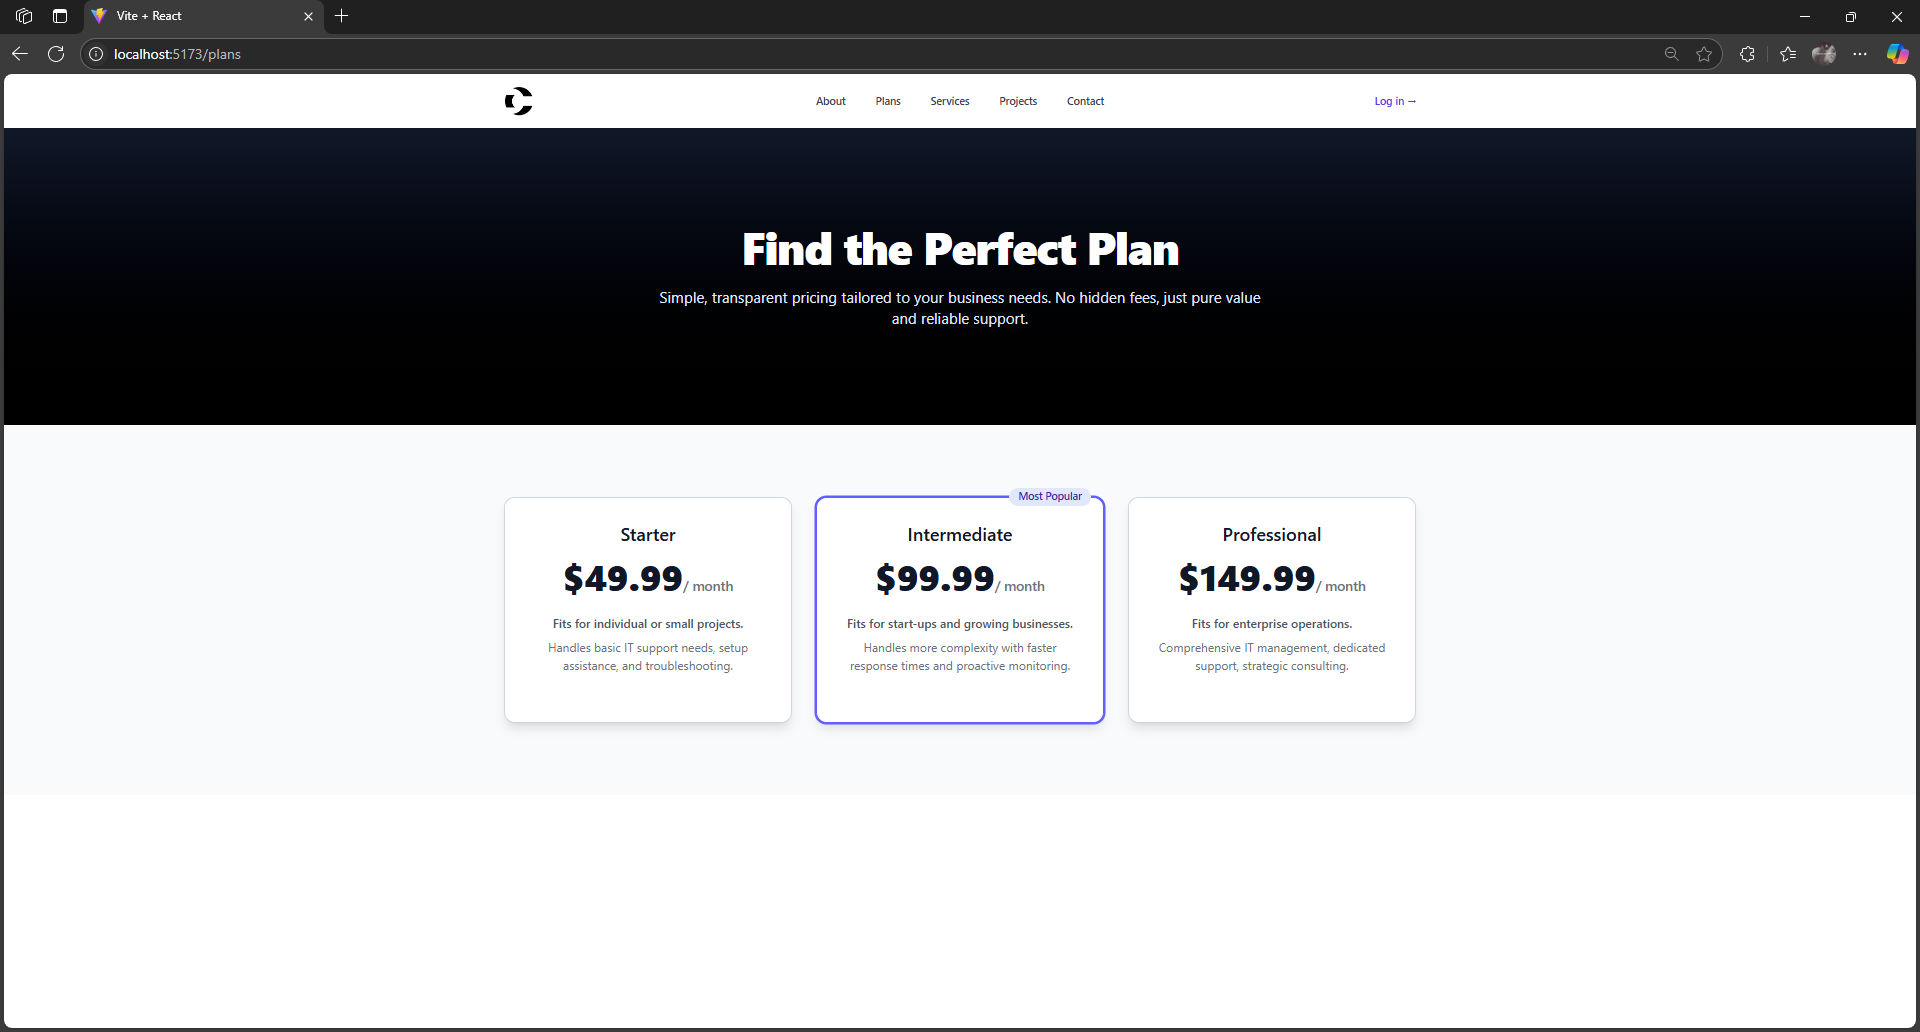 Vite + React
localhost:5173/plans
About Plans Services Projects Contact Log in →
Find the Perfect Plan
Simple, transparent pricing tailored to your business needs. No hidden fees, just pure value
and reliable support.
Starter
$49.99/ month
Fits for individual or small projects.
Handles basic IT support needs, setup
assistance, and troubleshooting.
Most Popular
Intermediate
$99.99/ month
Fits for start-ups and growing businesses.
Handles more complexity with faster
response times and proactive monitoring.
Professional
$149.99/ month
Fits for enterprise operations.
Comprehensive IT management, dedicated
support, strategic consulting.